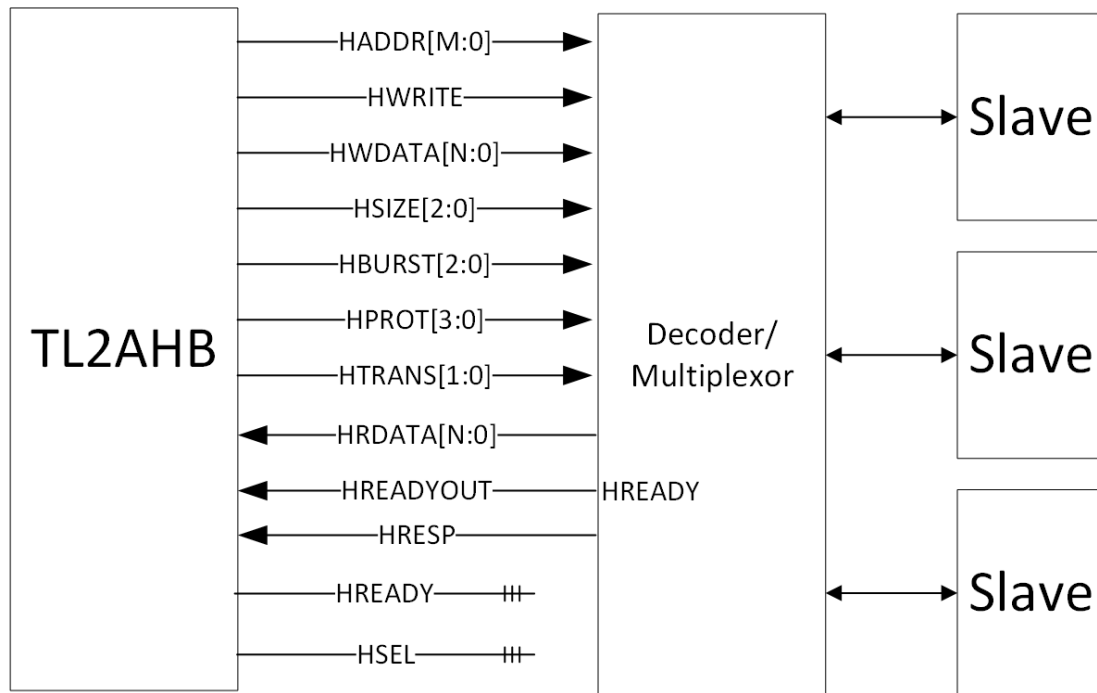 TL2AHB
HADDR[M:0]
HWRITE
HWDATA[N:0]
HSIZE[2:0]
HBURST[2:0]
HPROT[3:0]
HTRANS[1:0]
HRDATA[N:0]
HREADYOUT
HREADY
HRESP
HREADY
HSEL
Decoder/
Multiplexor
Slave
Slave
Slave